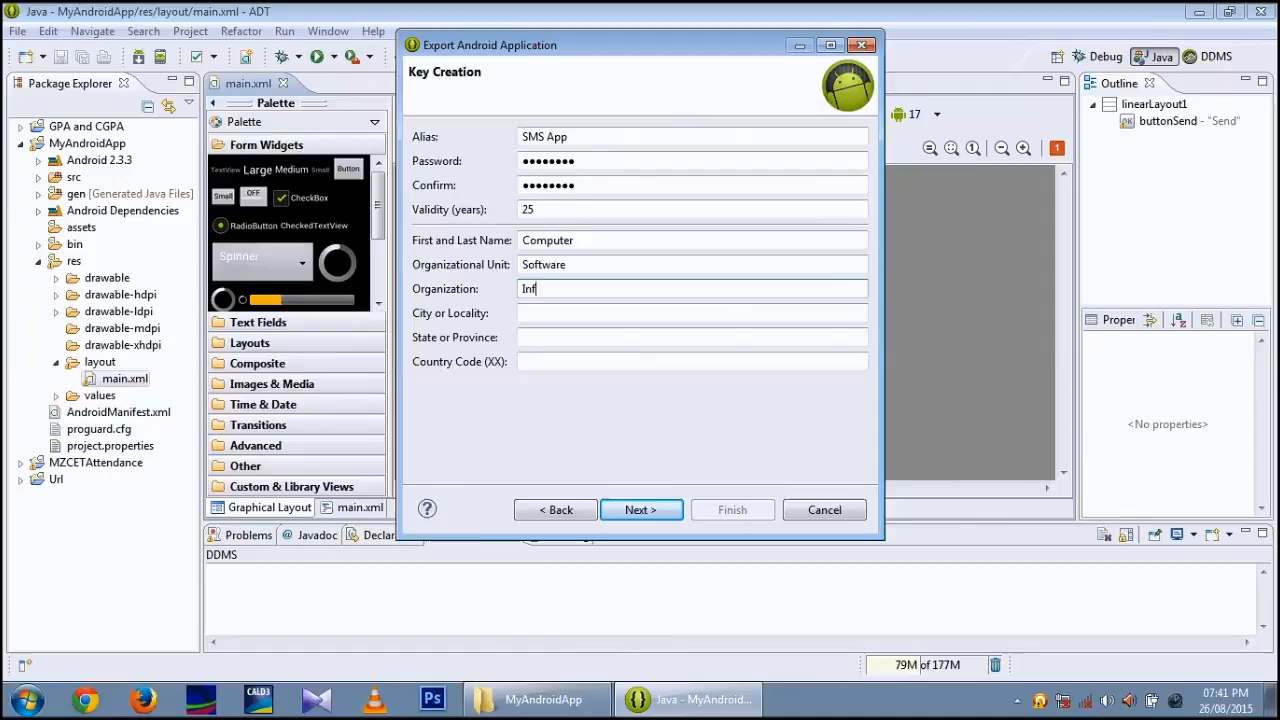 Java - MyAndroidApp/res/layout/main.xml - ADT
File Edit Navigate Search Project Refactor Run Window Help
Debug Java DDMS
Package Explorer
GPA and CGPA
MyAndroidApp
Android 2.3.3
src
gen [Generated Java Files]
Android Dependencies
assets
bin
res
drawable
drawable-hdpi
drawable-ldpi
drawable-mdpi
drawable-xhdpi
layout
main.xml
values
AndroidManifest.xml
proguard.cfg
project.properties
MZCETAttendance
Url
main.xml
Palette
Palette
Form Widgets
TextView Large Medium Small Button
Small OFF CheckBox
RadioButton CheckedTextView
Spinner
Text Fields
Layouts
Composite
Images & Media
Time & Date
Transitions
Advanced
Other
Custom & Library Views
Graphical Layout main.xml
Export Android Application
Key Creation
Alias: SMS App
Password: ●●●●●●●●
Confirm: ●●●●●●●●
Validity (years): 25
First and Last Name: Computer
Organizational Unit: Software
Organization: Inf
City or Locality:
State or Province:
Country Code (XX):
? < Back Next > Finish Cancel
17
1
Outline
linearLayout1
OK buttonSend - "Send"
Proper
<No properties>
Problems Javadoc Declar
DDMS
79M of 177M
CALD3 Ps MyAndroidApp Java - MyAndroid...
07:41 PM
26/08/2015